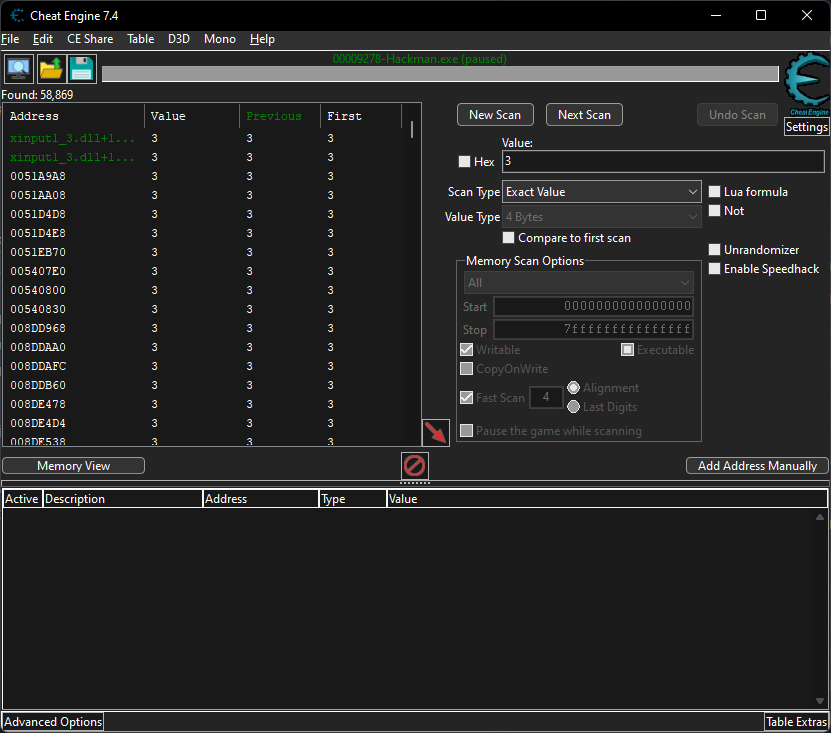 Cheat Engine 7.4
File Edit CE Share Table D3D Mono Help
00009278-Hackman.exe (paused)
Found: 58,869
Cheat Engine
Settings
Address Value Previous First
xinput1_3.dll+1... 3 3 3
xinput1_3.dll+1... 3 3 3
0051A9A8 3 3 3
0051AA08 3 3 3
0051D4D8 3 3 3
0051D4E8 3 3 3
0051EB70 3 3 3
005407E0 3 3 3
00540800 3 3 3
00540830 3 3 3
008DD968 3 3 3
008DDAA0 3 3 3
008DDAFC 3 3 3
008DDB60 3 3 3
008DE478 3 3 3
008DE4D4 3 3 3
008DE538 3 3 3
New Scan Next Scan Undo Scan
Value:
Hex 3
Scan Type Exact Value
Value Type 4 Bytes
Compare to first scan
Lua formula
Not
Unrandomizer
Enable Speedhack
Memory Scan Options
All
Start 0000000000000000
Stop 7fffffffffffffff
Writable Executable
CopyOnWrite
Fast Scan 4 Alignment
Last Digits
Pause the game while scanning
Memory View Add Address Manually
Active Description Address Type Value
Advanced Options Table Extras